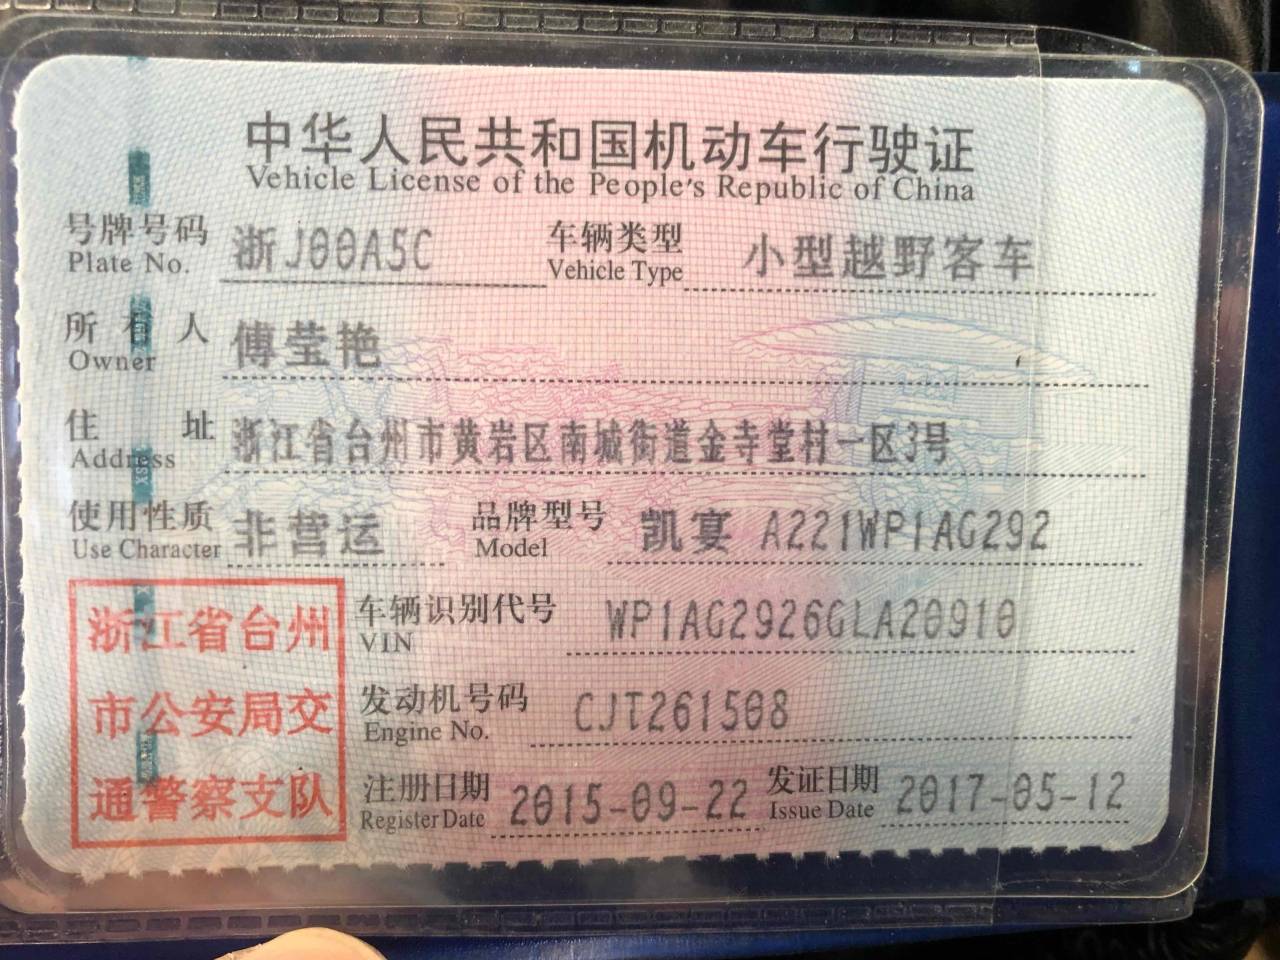 中华人民共和国机动车行驶证
Vehicle License of the People's Republic of China
号牌号码 浙J00A5C 车辆类型 小型越野客车
Plate No. Vehicle Type
所有人 傅莹艳
Owner
住址 浙江省台州市黄岩区南城街道金寺堂村一区3号
Address
使用性质 非营运 品牌型号 凯宴 A221WP1AG292
Use Character Model
浙江省台州 车辆识别代号 WP1AG2926GLA20910
VIN
市公安局交 发动机号码 CJT261508
Engine No.
通警察支队 注册日期 2015-09-22 发证日期 2017-05-12
Register Date Issue Date